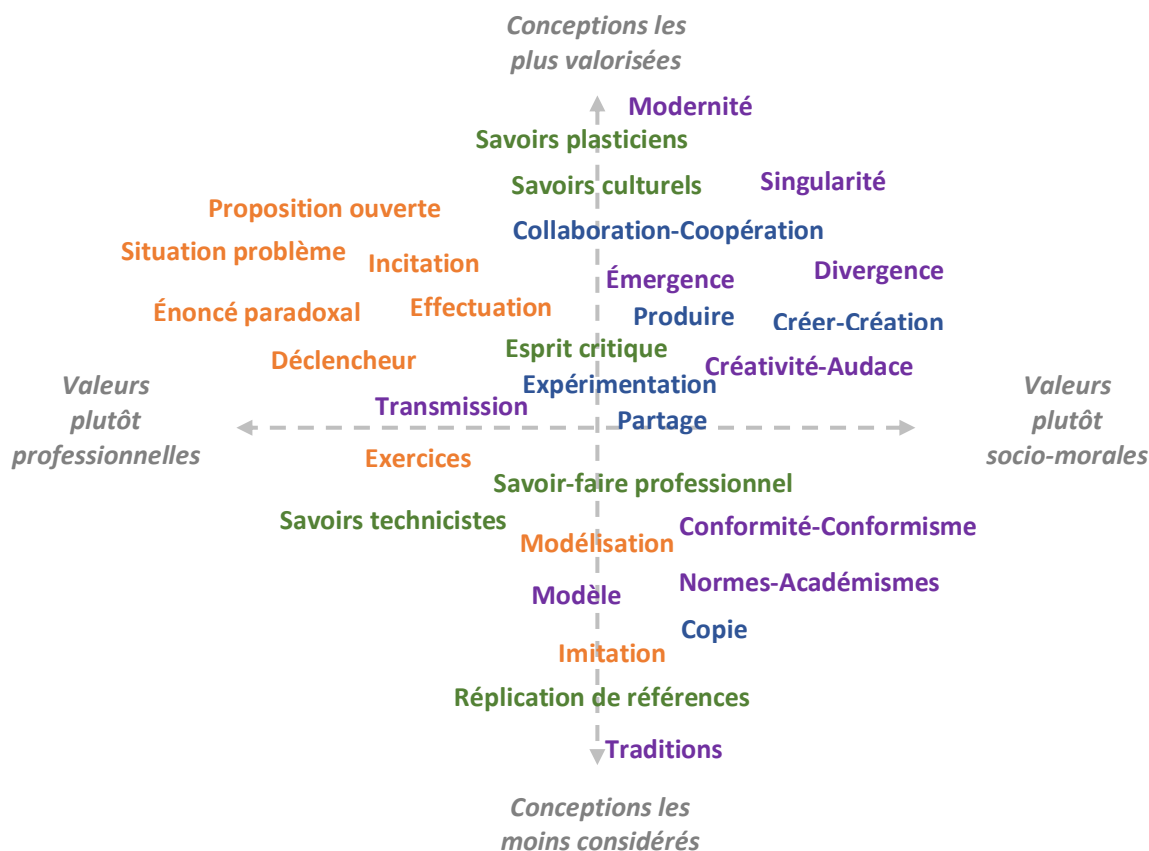 Conceptions les
plus valorisées
Modernité
Savoirs plasticiens
Savoirs culturels
Singularité
Proposition ouverte
Collaboration-Coopération
Situation problème
Incitation
Émergence
Divergence
Énoncé paradoxal
Effectuation
Produire
Créer-Création
Esprit critique
Déclencheur
Créativité-Audace
Expérimentation
Valeurs
plutôt
professionnelles
Transmission
Partage
Valeurs
plutôt
socio-morales
Exercices
Savoir-faire professionnel
Savoirs technicistes
Conformité-Conformisme
Modélisation
Normes-Académismes
Modèle
Copie
Imitation
Réplication de références
Traditions
Conceptions les
moins considérés